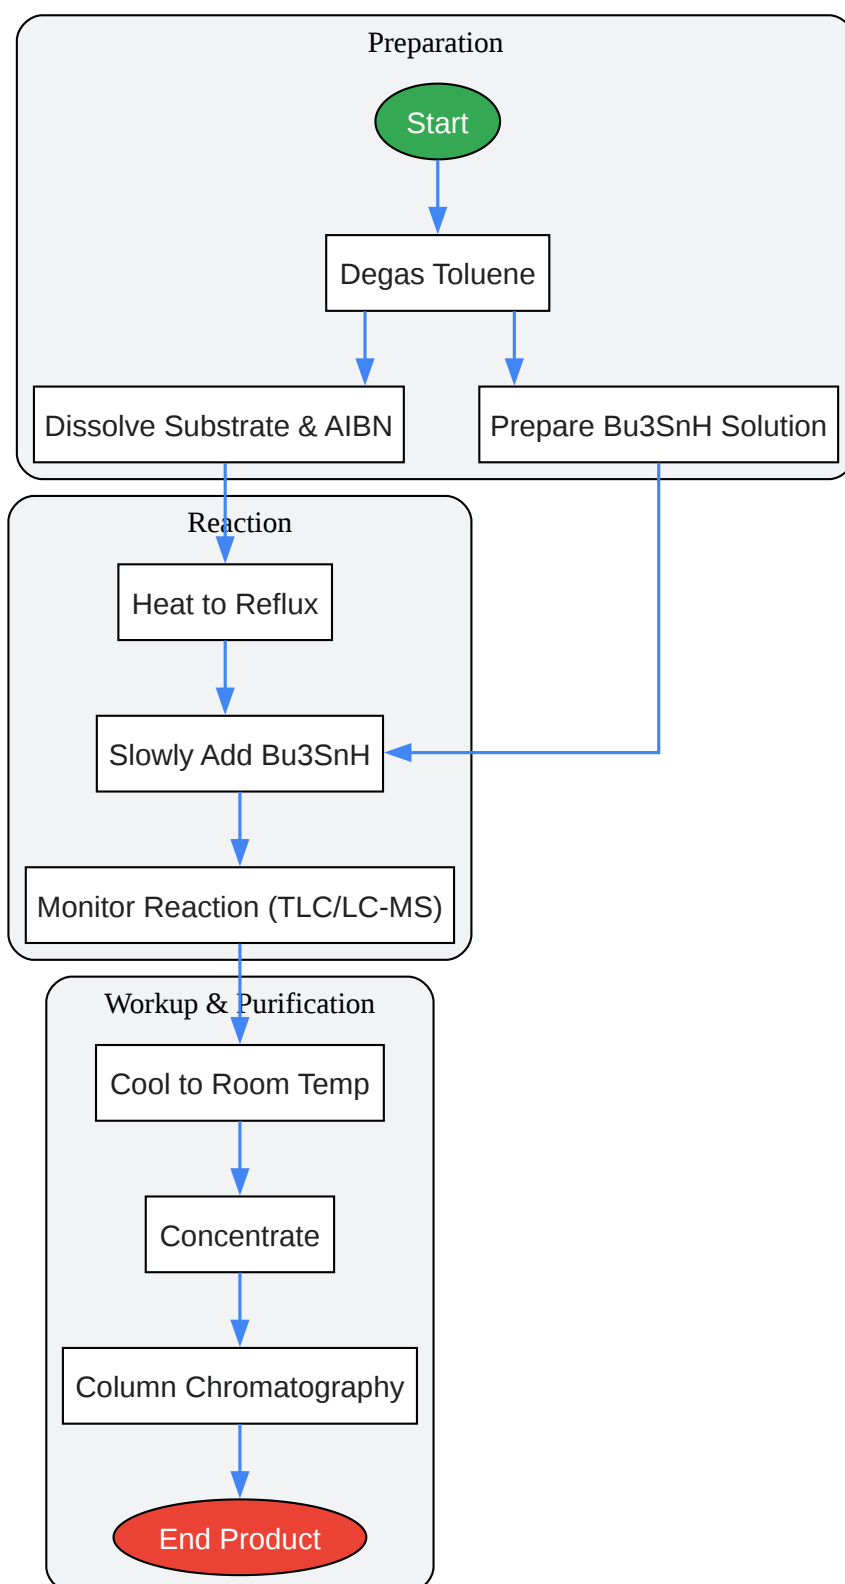 Preparation
Start
Degas Toluene
Dissolve Substrate & AIBN
Prepare Bu3SnH Solution
Reaction
Heat to Reflux
Slowly Add Bu3SnH
Monitor Reaction (TLC/LC-MS)
Workup & Purification
Cool to Room Temp
Concentrate
Column Chromatography
End Product